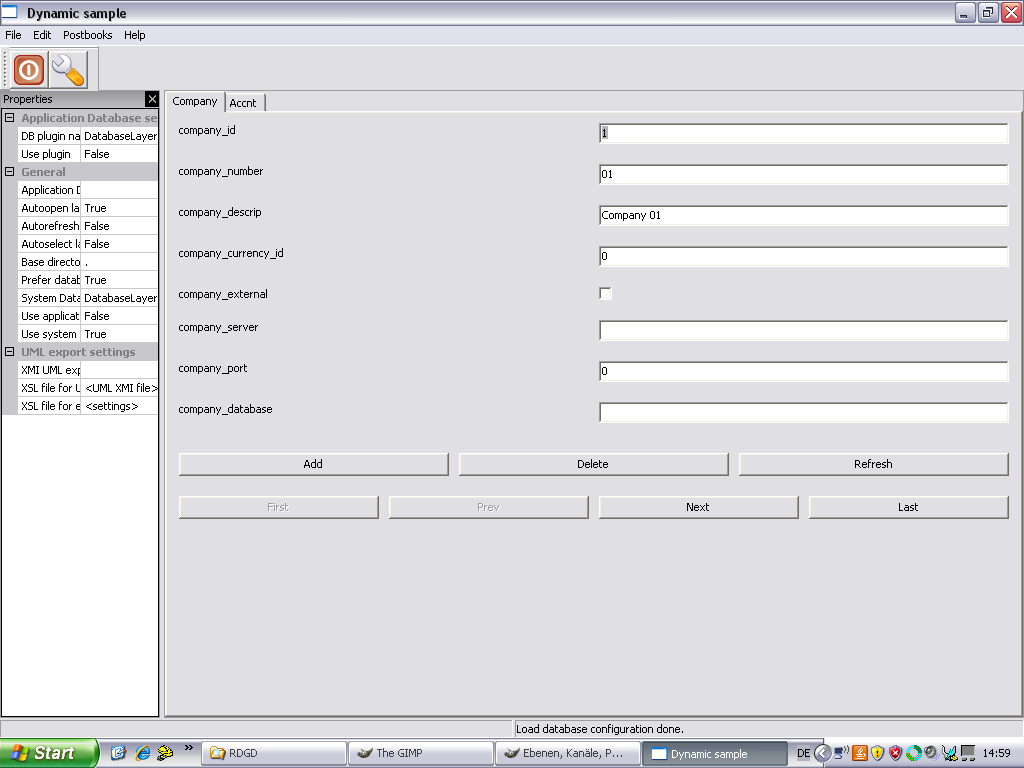 Dynamic sample
File Edit Postbooks Help
Properties
Application Database se
DB plugin na DatabaseLayer
Use plugin False
General
Application D
Autoopen la True
Autorefresh False
Autoselect la False
Base directo .
Prefer datab True
System Data DatabaseLayer
Use applicat False
Use system True
UML export settings
XMI UML exp
XSL file for U <UML XMI file>
XSL file for e <settings>
Company Accnt
company_id 1
company_number 01
company_descrip Company 01
company_currency_id 0
company_external
company_server
company_port 0
company_database
Add Delete Refresh
First Prev Next Last
Load database configuration done.
Start » RDGD The GIMP Ebenen, Kanäle, P... Dynamic sample DE 14:59